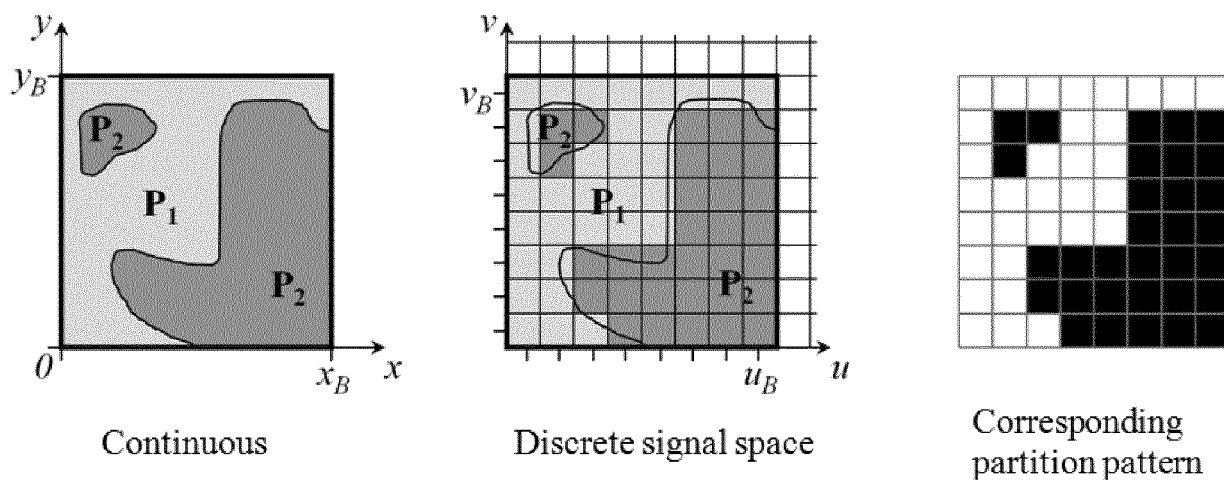 y
y_B
P_2
P_1
P_2
0
x_B
x
Continuous
v
v_B
P_2
P_1
P_2
u_B
u
Discrete signal space
Corresponding
partition pattern